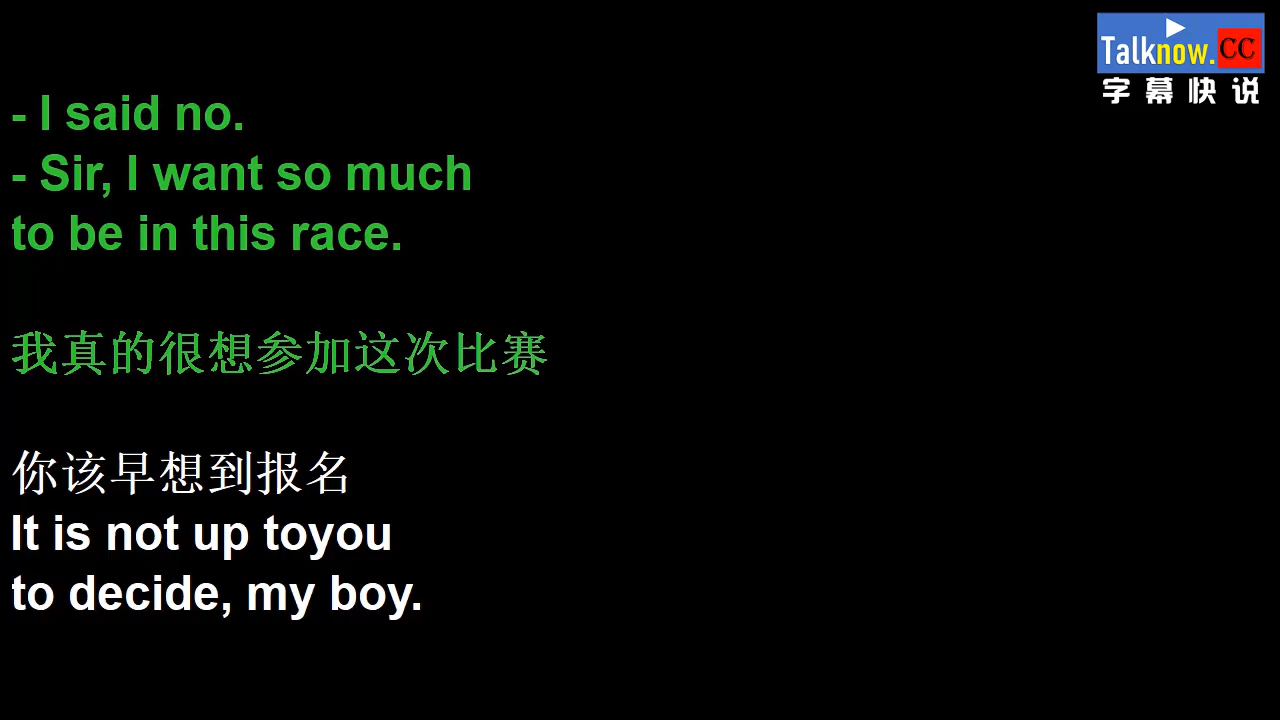 Talknow.CC
字幕快说
- I said no.
- Sir, I want so much
to be in this race.
我真的很想参加这次比赛
你该早想到报名
It is not up toyou
to decide, my boy.